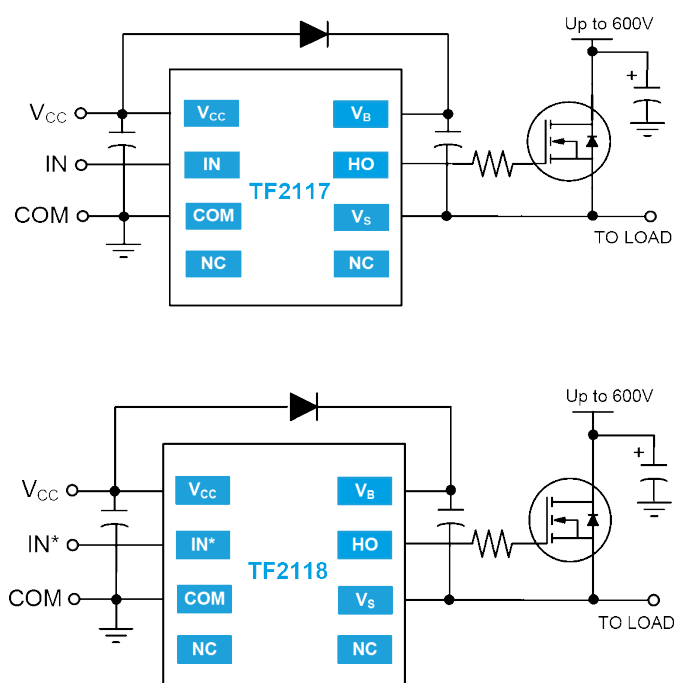 Up to 600V
+
VCC VCC VB
IN IN HO
TF2117
COM COM VS
TO LOAD
NC NC
Up to 600V
+
VCC VCC VB
IN* IN* HO
TF2118
COM COM VS
TO LOAD
NC NC